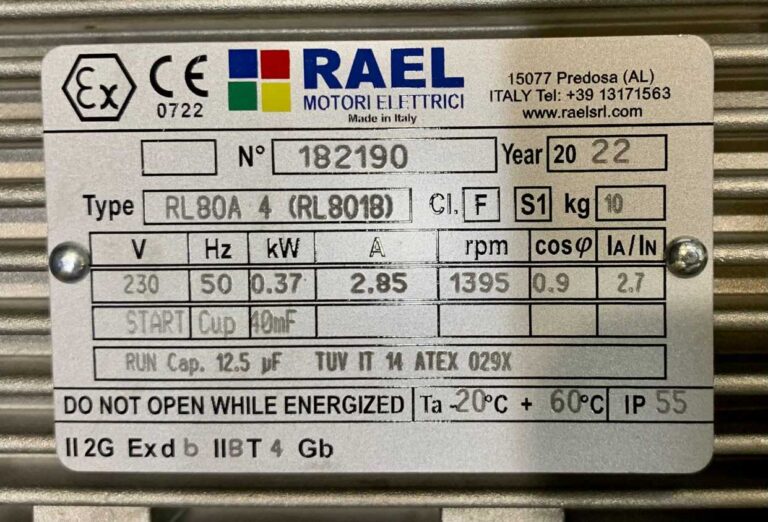 Ex CE 0722 RAEL MOTORI ELETTRICI Made in Italy
15077 Predosa (AL)
ITALY Tel: +39 13171563
www.raelsrl.com
N° 182190 Year 20 22
Type RL80A 4 (RL8018) Cl. F S1 kg 10
V Hz kW A rpm cosφ IA/IN
230 50 0.37 2.85 1395 0.9 2.7
START Cup 40mF
RUN Cap. 12.5 µF TUV IT 14 ATEX 029X
DO NOT OPEN WHILE ENERGIZED Ta -20°C + 60°C IP 55
II 2G Ex d b IIB T 4 Gb